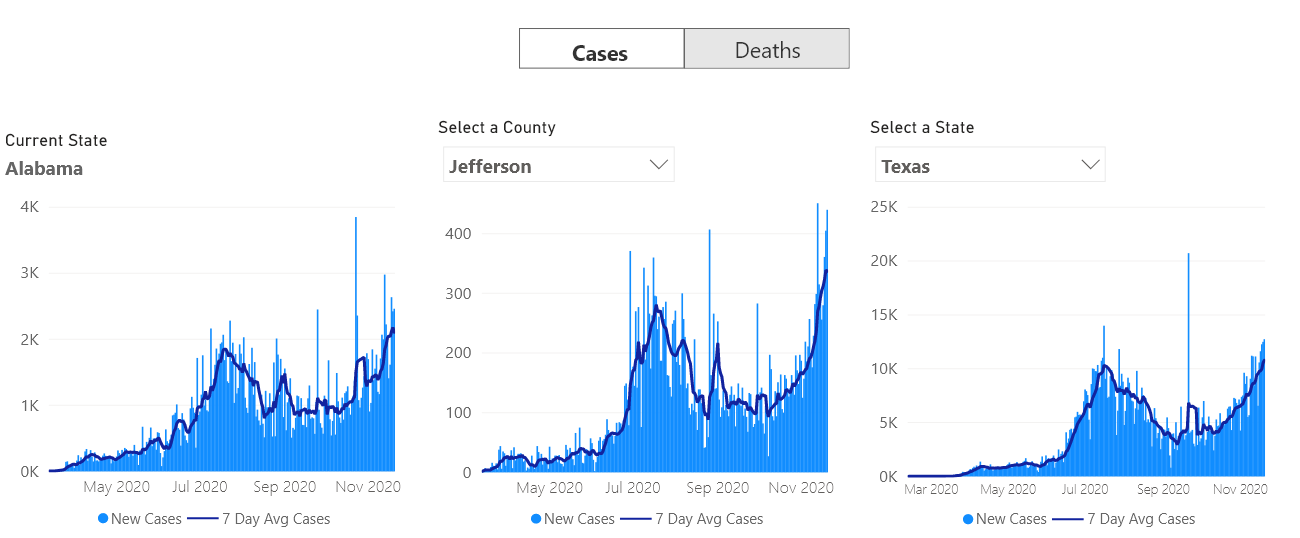 Cases Deaths
Current State
Alabama
4K
3K
2K
1K
0K
May 2020 Jul 2020 Sep 2020 Nov 2020
New Cases 7 Day Avg Cases
Select a County
Jefferson
400
300
200
100
0
May 2020 Jul 2020 Sep 2020 Nov 2020
New Cases 7 Day Avg Cases
Select a State
Texas
25K
20K
15K
10K
5K
0K
Mar 2020 May 2020 Jul 2020 Sep 2020 Nov 2020
New Cases 7 Day Avg Cases